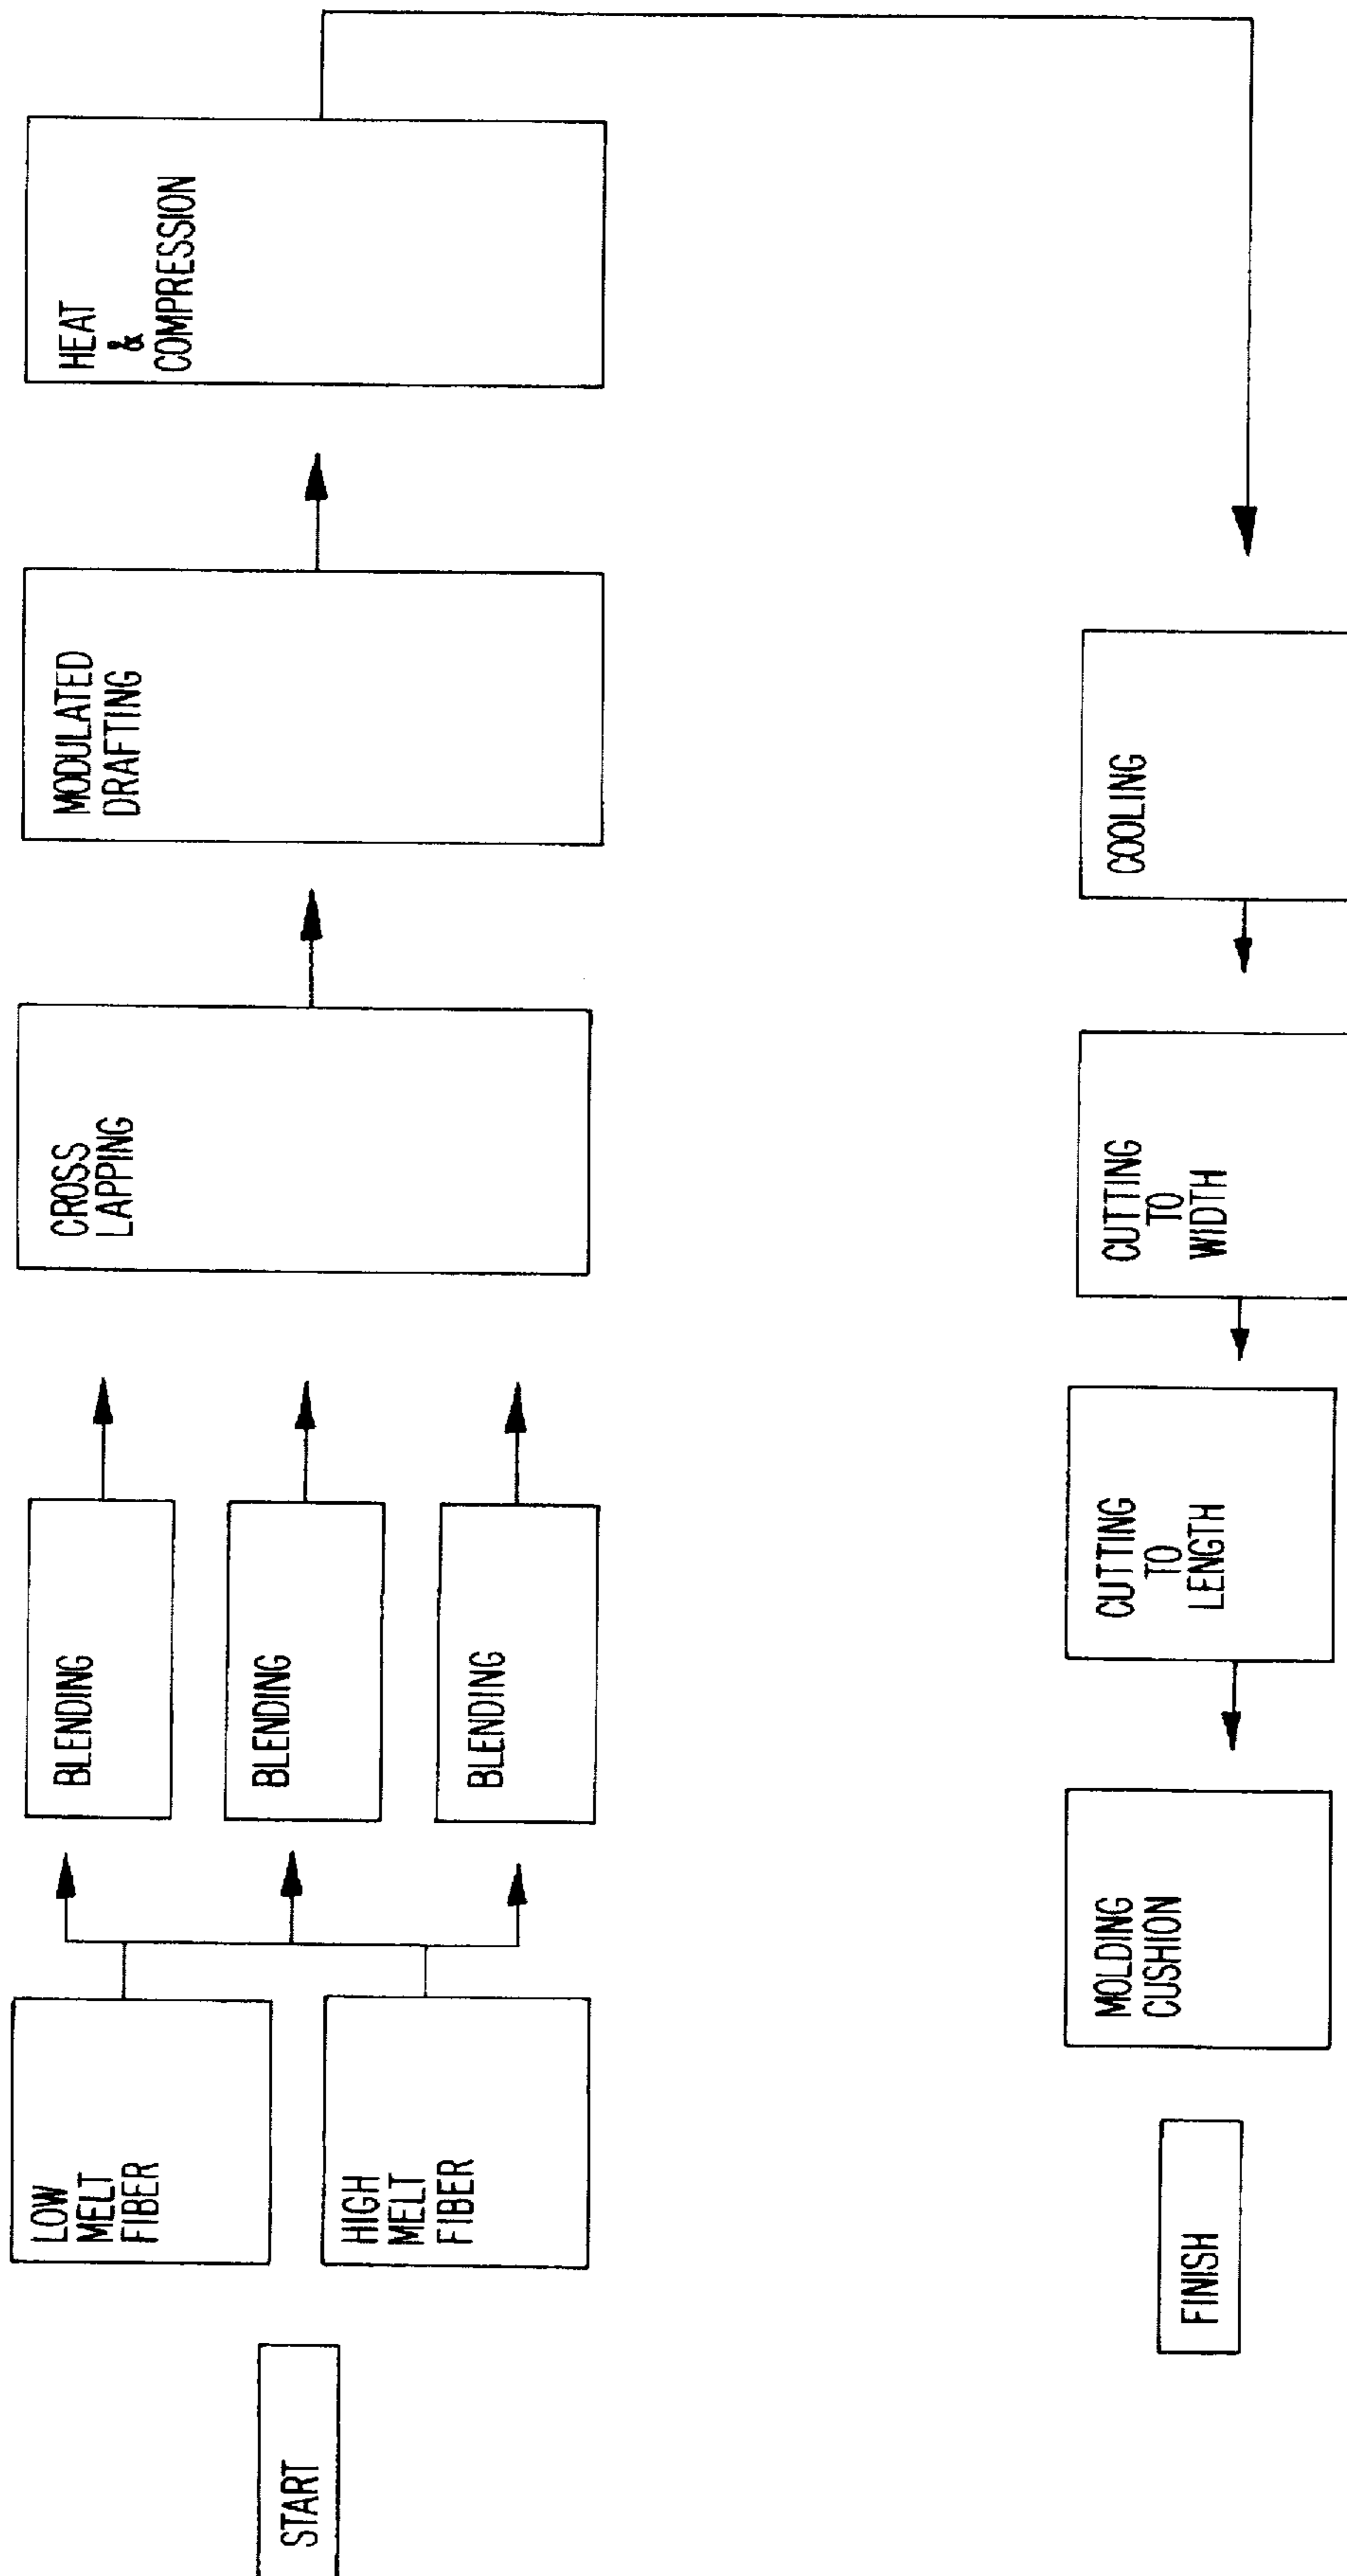 START
LOW
MELT
FIBER
HIGH
MELT
FIBER
BLENDING
BLENDING
BLENDING
CROSS
LAPPING
MODULATED
DRAFTING
HEAT
&
COMPRESSION
COOLING
CUTTING
TO
WIDTH
CUTTING
TO
LENGTH
MOLDING
CUSHION
FINISH